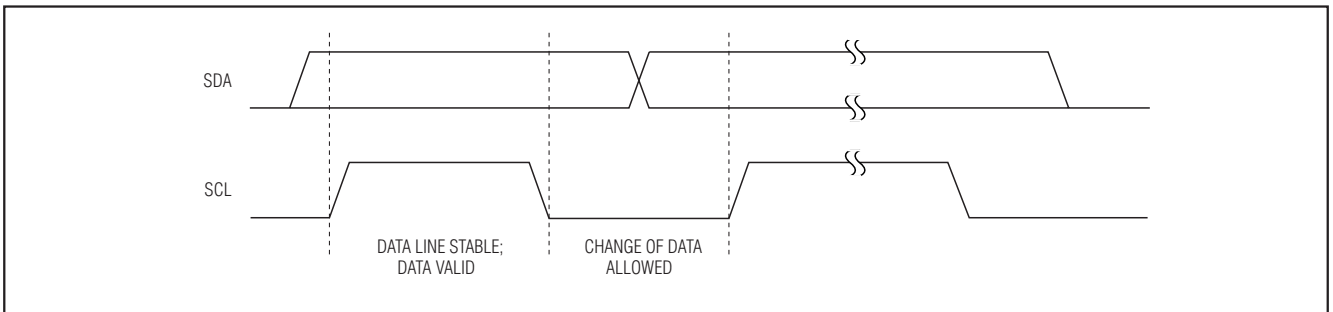 SDA
SCL
DATA LINE STABLE;
DATA VALID
CHANGE OF DATA
ALLOWED